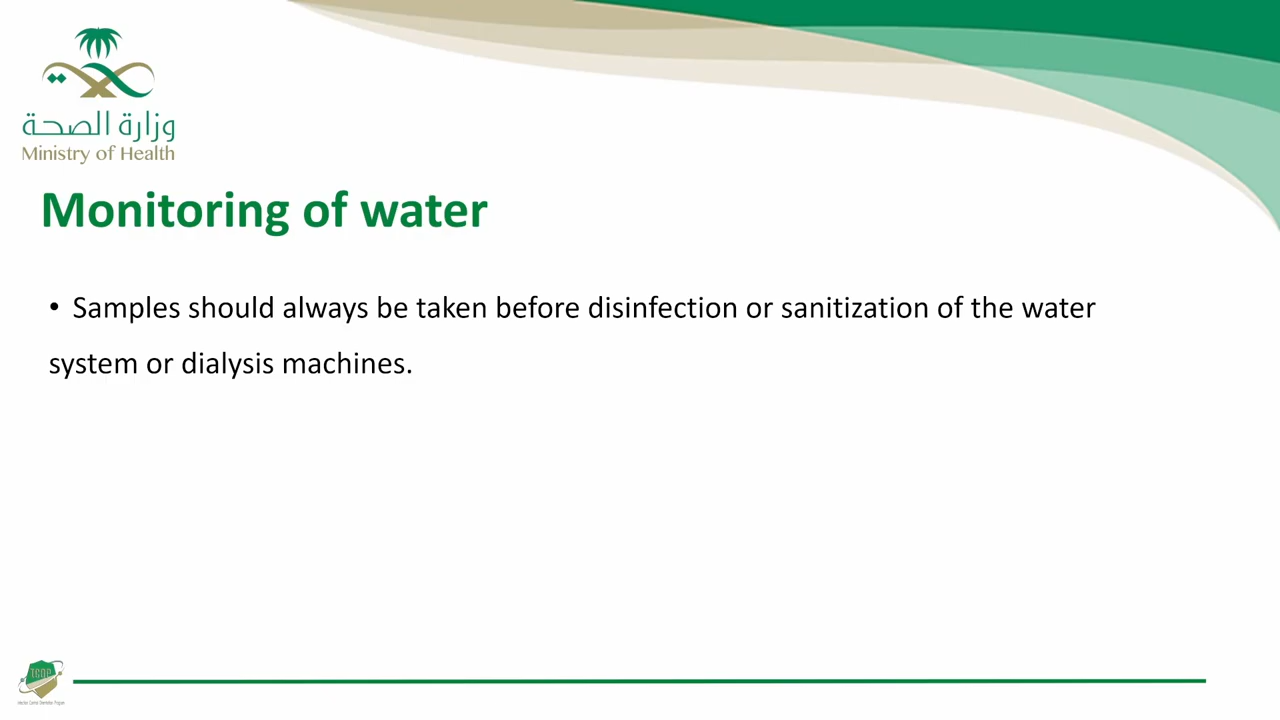 وزارة الصحة
Ministry of Health
Monitoring of water
• Samples should always be taken before disinfection or sanitization of the water
system or dialysis machines.